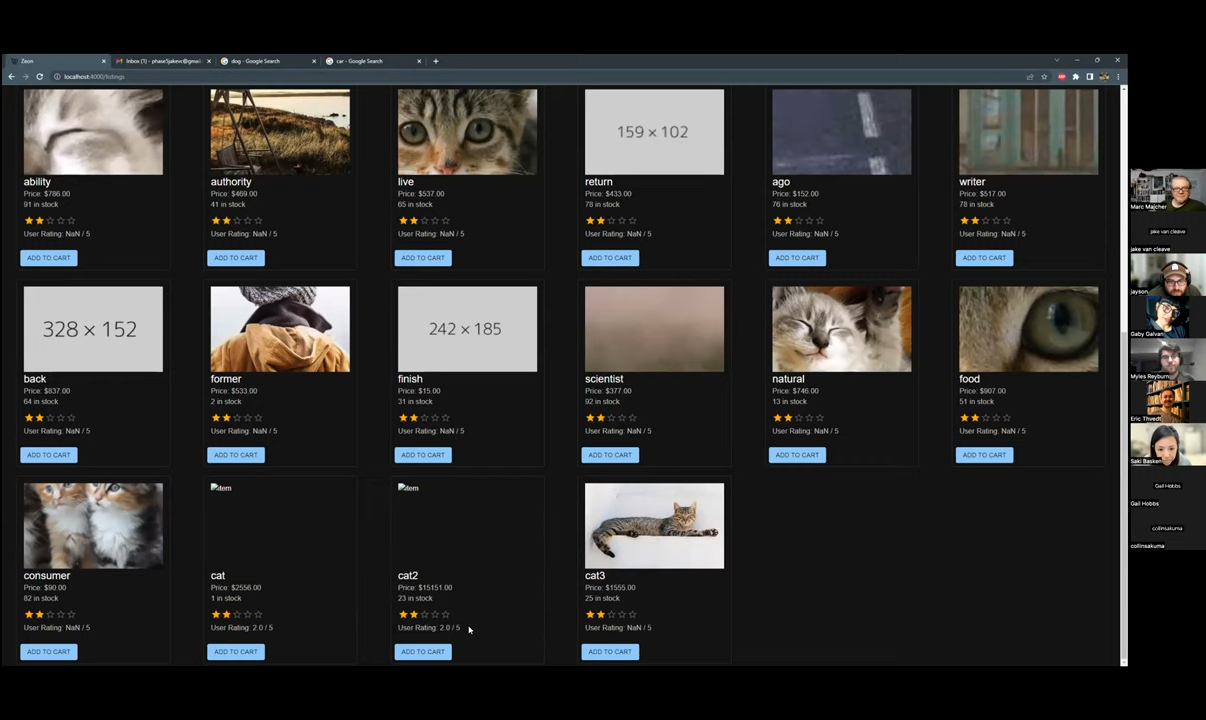 Zeon
Inbox (1) - phase5jakevc@gmai
dog - Google Search
car - Google Search
localhost:4000/listings
159 × 102
ability
Price: $786.00
91 in stock
User Rating: NaN / 5
ADD TO CART
authority
Price: $469.00
41 in stock
User Rating: NaN / 5
ADD TO CART
live
Price: $537.00
65 in stock
User Rating: NaN / 5
ADD TO CART
return
Price: $433.00
78 in stock
User Rating: NaN / 5
ADD TO CART
ago
Price: $152.00
76 in stock
User Rating: NaN / 5
ADD TO CART
writer
Price: $517.00
78 in stock
User Rating: NaN / 5
ADD TO CART
328 × 152
back
Price: $837.00
64 in stock
User Rating: NaN / 5
ADD TO CART
former
Price: $533.00
2 in stock
User Rating: NaN / 5
ADD TO CART
242 × 185
finish
Price: $15.00
31 in stock
User Rating: NaN / 5
ADD TO CART
scientist
Price: $377.00
92 in stock
User Rating: NaN / 5
ADD TO CART
natural
Price: $746.00
13 in stock
User Rating: NaN / 5
ADD TO CART
food
Price: $907.00
51 in stock
User Rating: NaN / 5
ADD TO CART
consumer
Price: $90.00
82 in stock
User Rating: NaN / 5
ADD TO CART
item
cat
Price: $2556.00
1 in stock
User Rating: 2.0 / 5
ADD TO CART
item
cat2
Price: $15151.00
23 in stock
User Rating: 2.0 / 5
ADD TO CART
cat3
Price: $1555.00
25 in stock
User Rating: NaN / 5
ADD TO CART
Marc Majcher
jake van cleave
jake van cleave
jayson
Gaby Galvan
Myles Reyburn
Eric Thvedt
Saki Basken
Gail Hobbs
Gail Hobbs
collinsakuma
collinsakuma